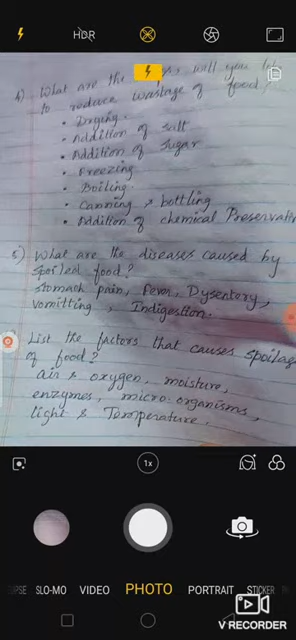 HDR
4) What are the will you
to reduce wastage of food?
• Drying
• Addition of Salt
• Addition of Sugar
• Freezing
• Boiling
• Canning & bottling
• Addition of chemical Preservativ
5) What are the diseases caused by
spoiled food?
Stomach pain, Fever, Dysentery,
Vomitting, Indigestion.
List the factors that causes spoilag
of food?
air & oxygen, moisture,
enzymes, micro-organisms,
light & Temperature.
1x
SLO-MO VIDEO PHOTO PORTRAIT STICKER
V RECORDER